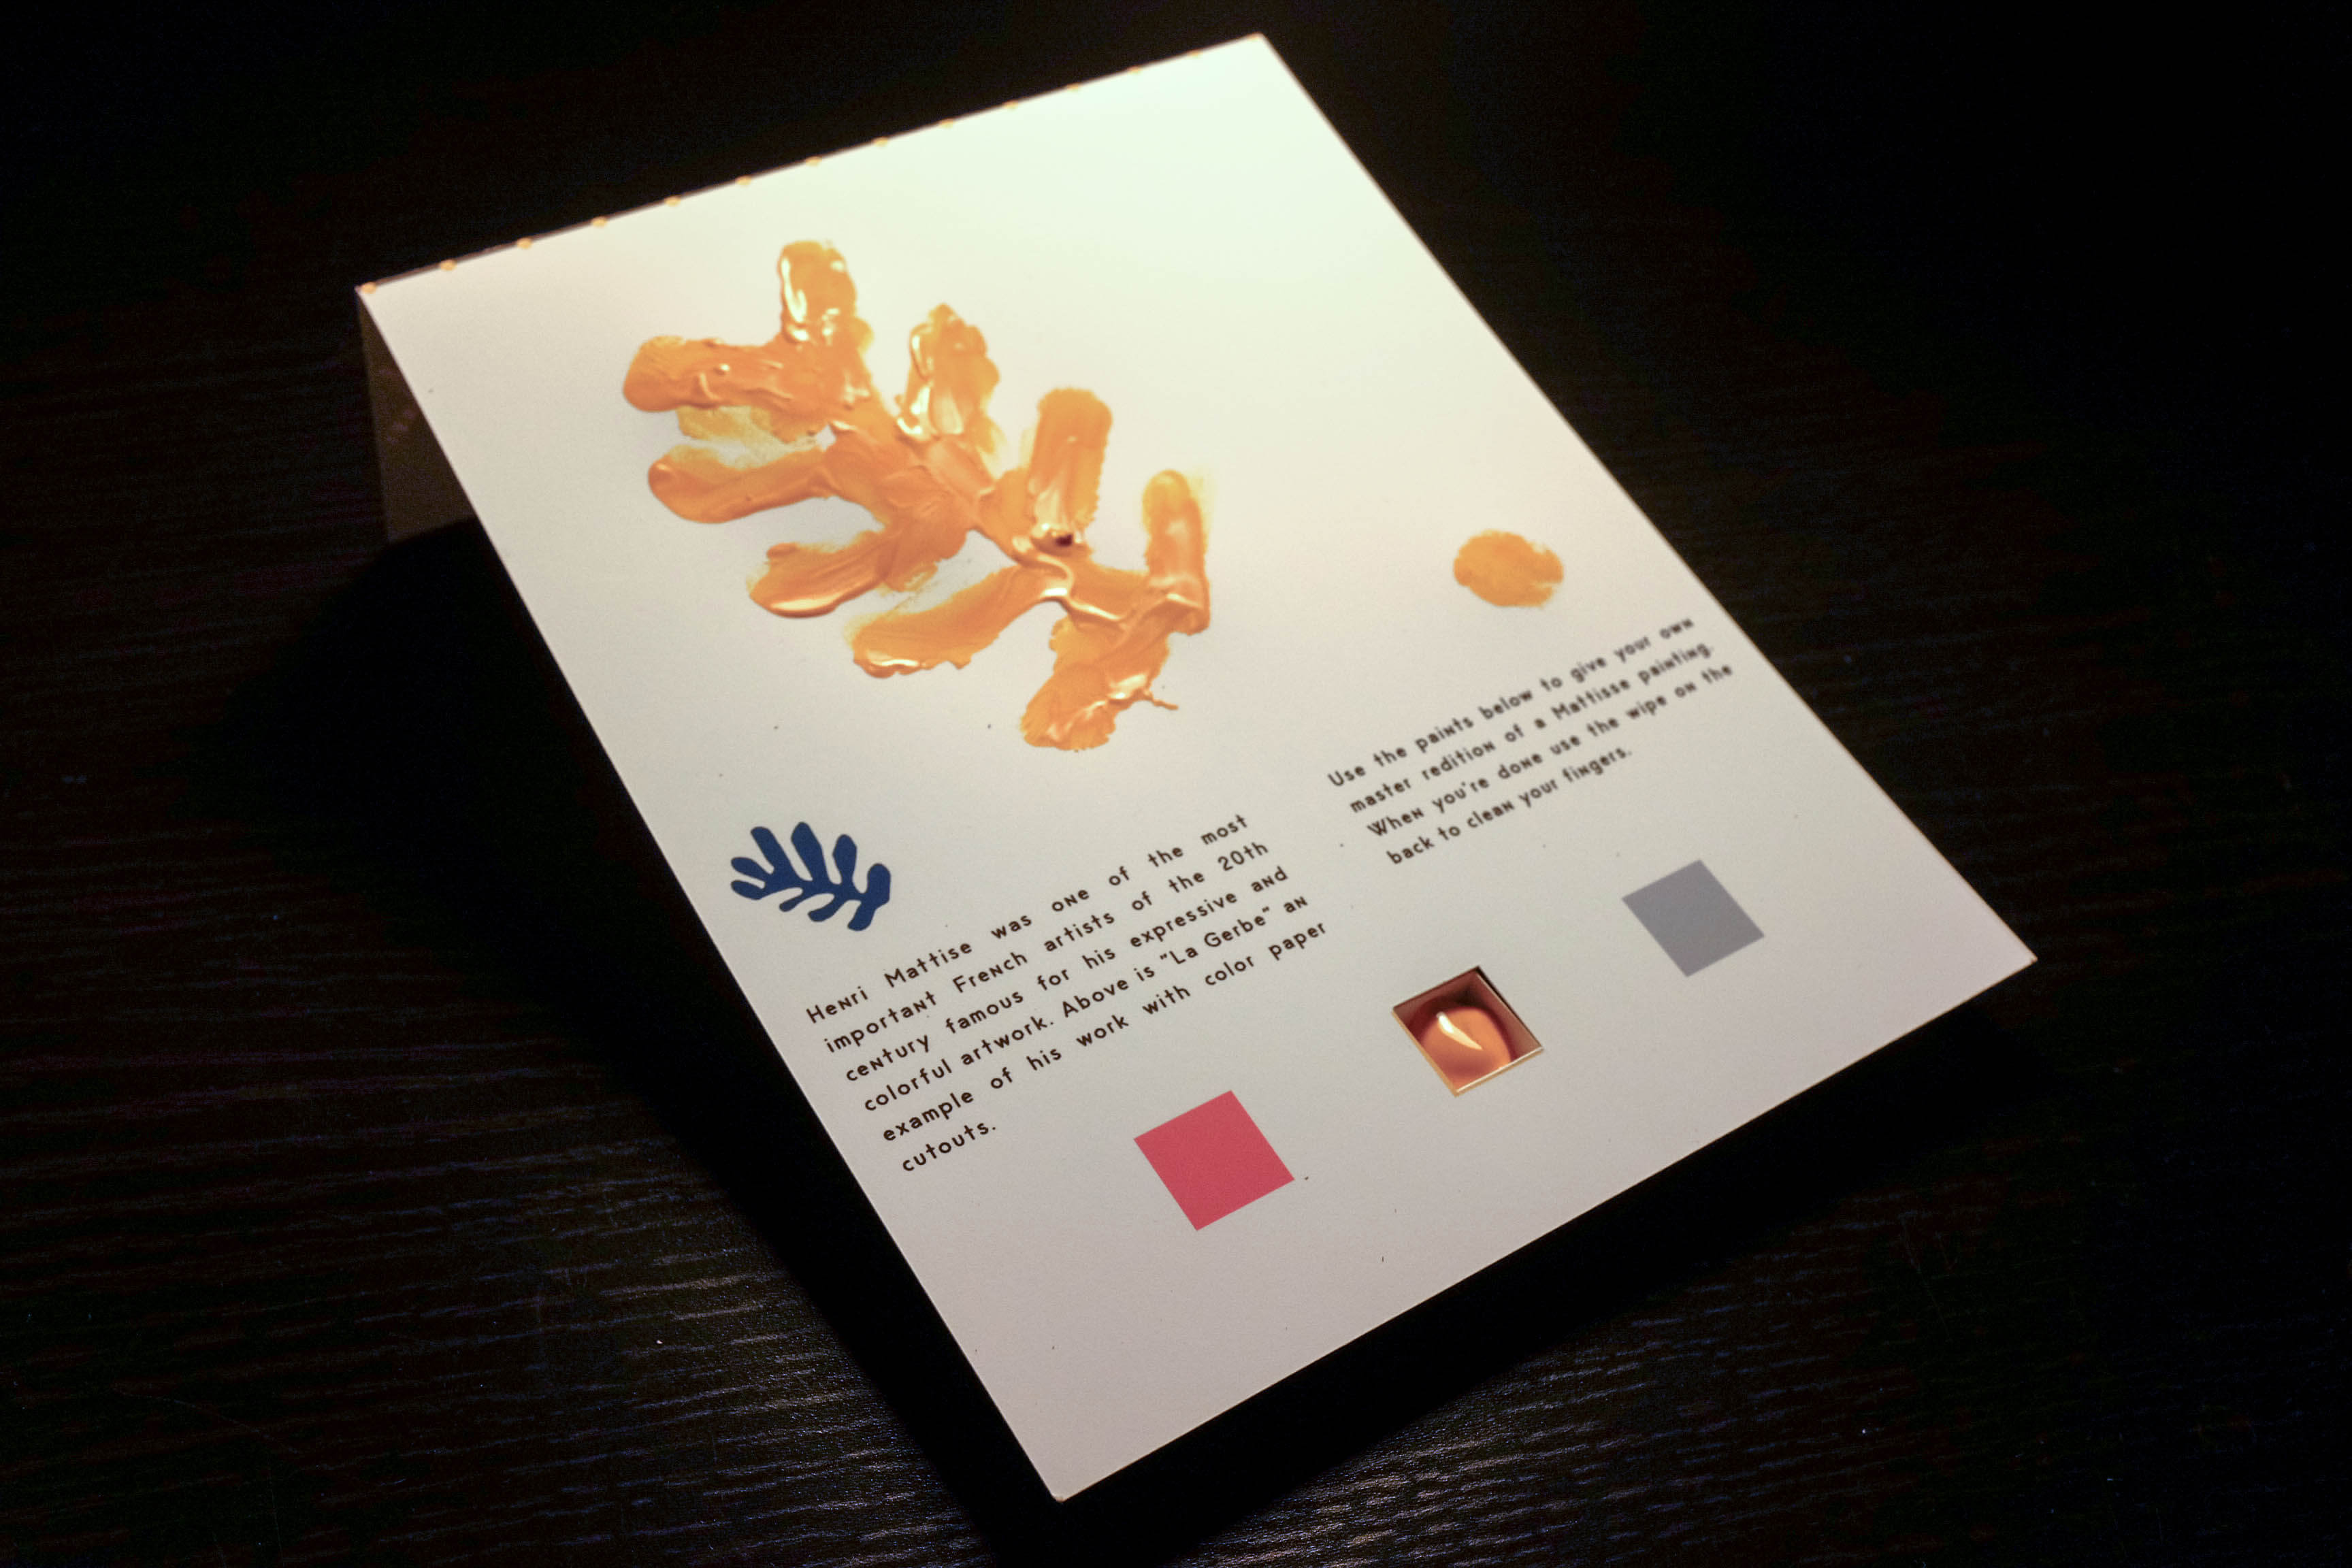 Henri Mattise was one of the most
important French artists of the 20th
century famous for his expressive and
colorful artwork. Above is "La Gerbe" an
example of his work with color paper
cutouts.
Use the paints below to give your own
master redition of a Mattisse painting.
When you're done use the wipe on the
back to clean your fingers.